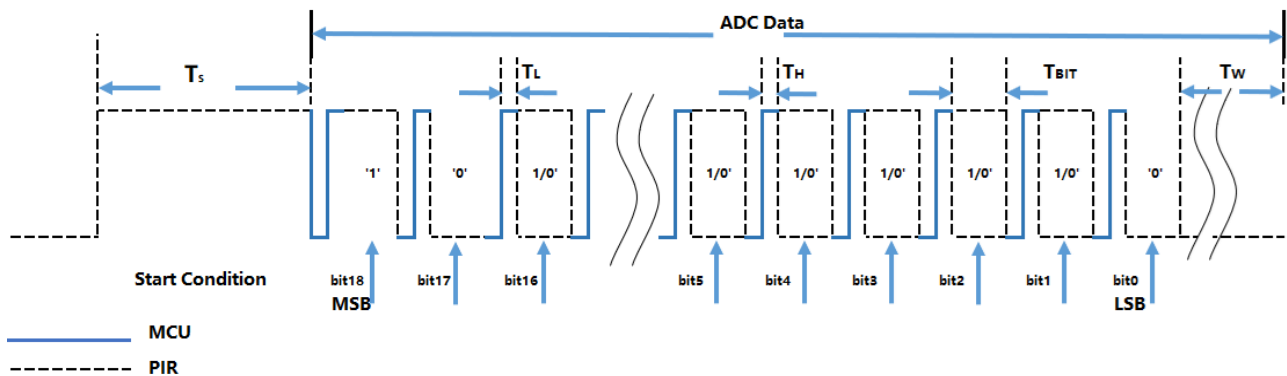 ADC Data
Ts TL TH TBIT TW
'1' '0' 1/0' 1/0' 1/0' 1/0' 1/0' 1/0' '0'
Start Condition bit18 bit17 bit16 bit5 bit4 bit3 bit2 bit1 bit0
MSB LSB
MCU
PIR